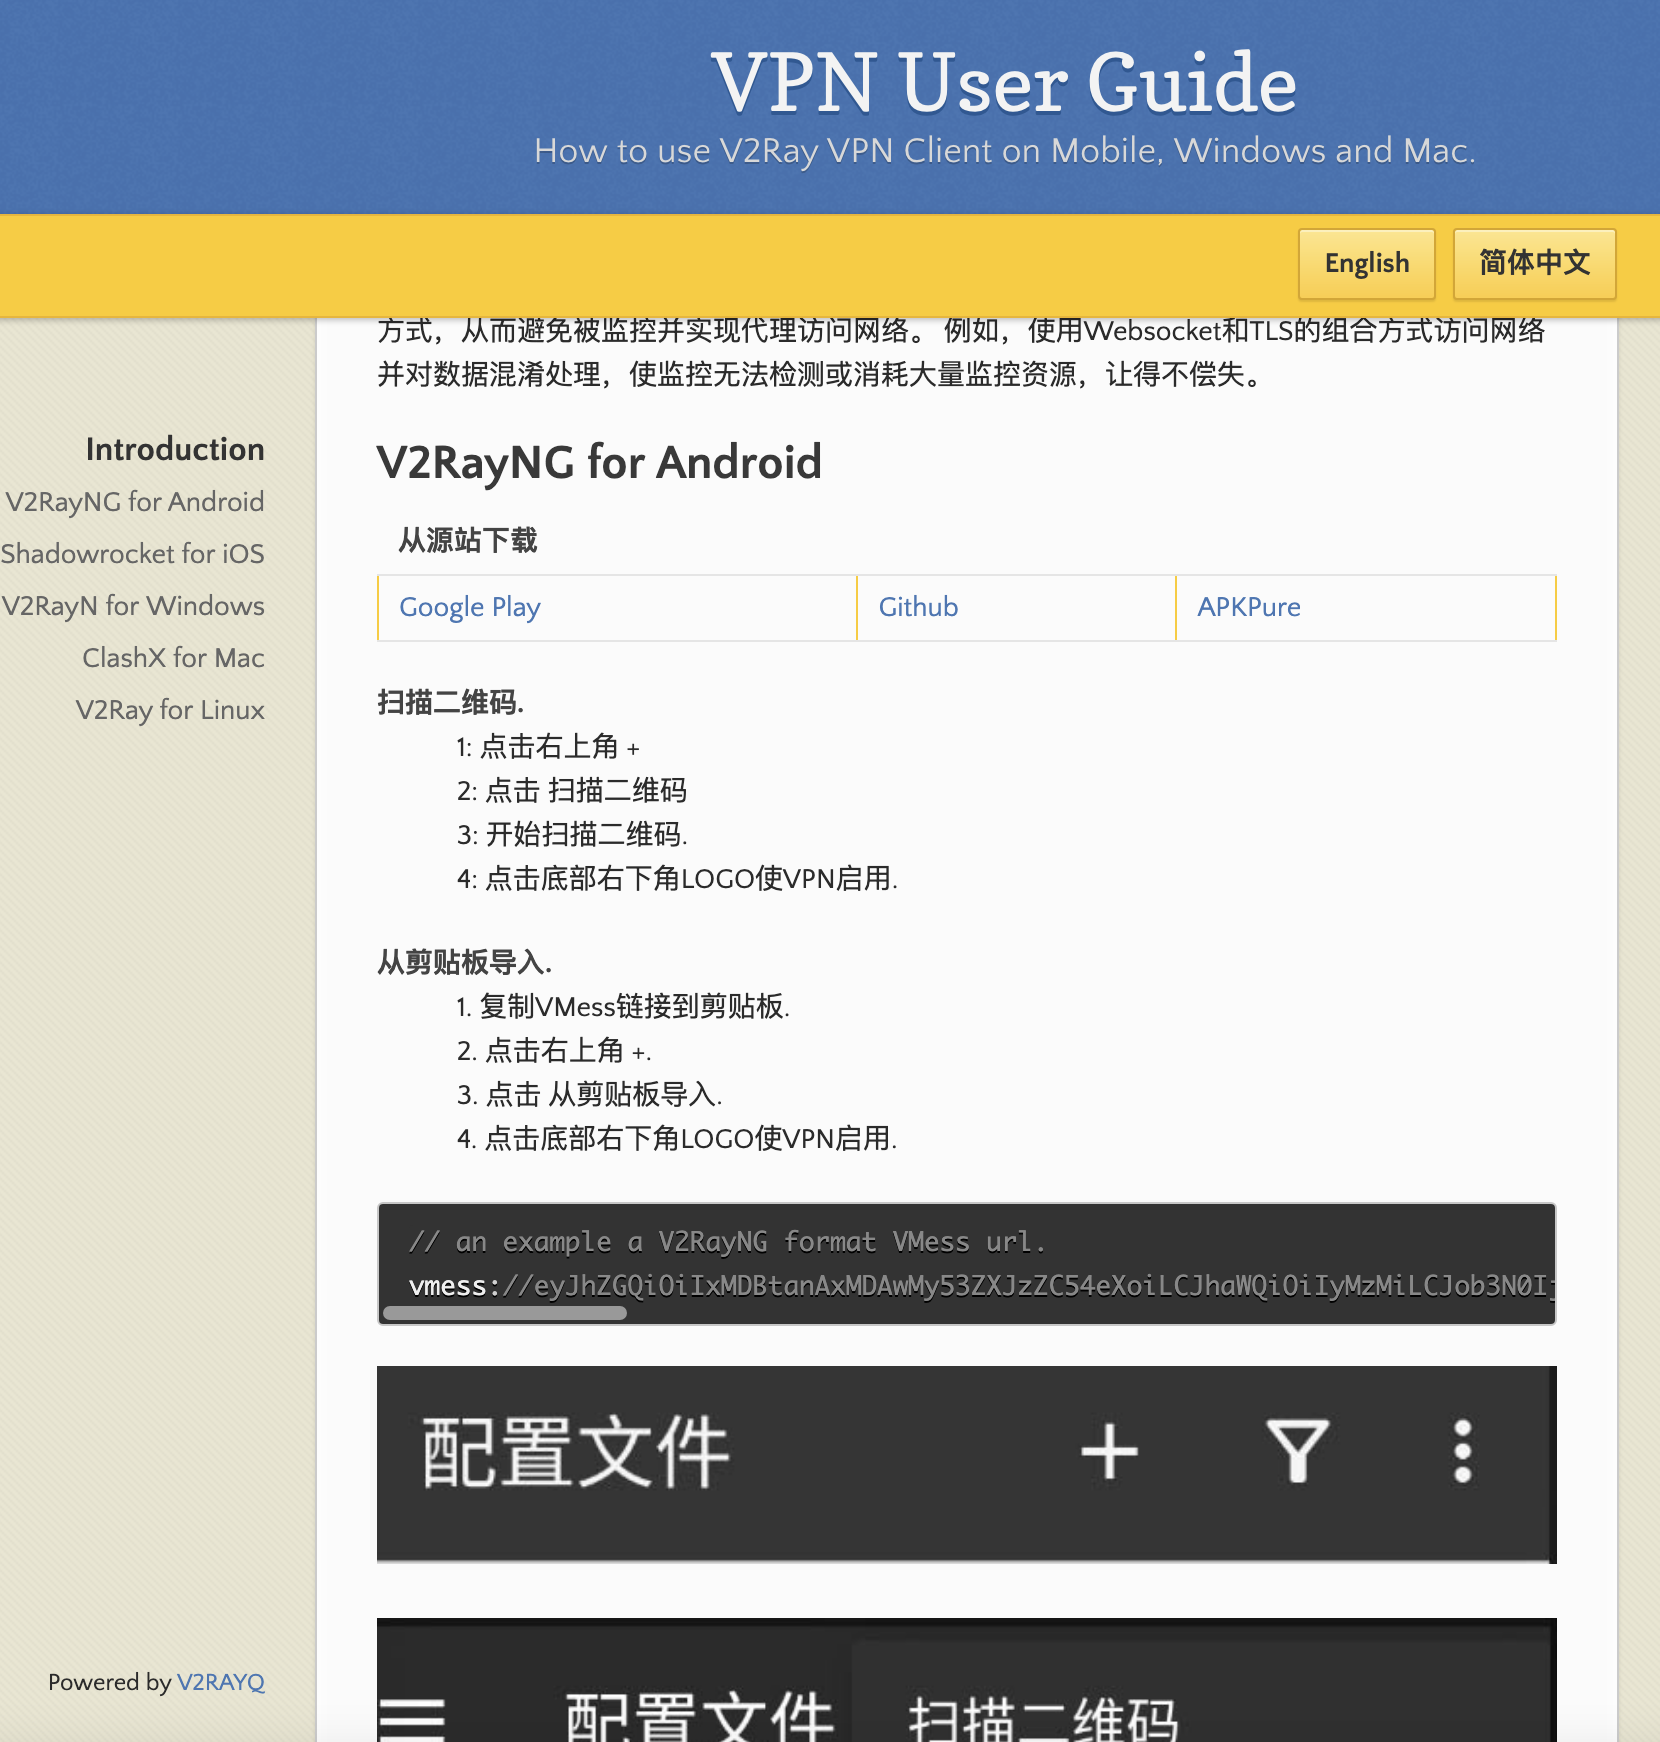 VPN User Guide
How to use V2Ray VPN Client on Mobile, Windows and Mac.
English
简体中文
Introduction
V2RayNG for Android
Shadowrocket for iOS
V2RayN for Windows
ClashX for Mac
V2Ray for Linux
Powered by V2RAYQ
方式，从而避免被监控并实现代理访问网络。 例如，使用Websocket和TLS的组合方式访问网络
并对数据混淆处理，使监控无法检测或消耗大量监控资源，让得不偿失。
V2RayNG for Android
从源站下载
Google Play
Github
APKPure
扫描二维码.
1: 点击右上角 +
2: 点击 扫描二维码
3: 开始扫描二维码.
4: 点击底部右下角LOGO使VPN启用.
从剪贴板导入.
1. 复制VMess链接到剪贴板.
2. 点击右上角 +.
3. 点击 从剪贴板导入.
4. 点击底部右下角LOGO使VPN启用.
// an example a V2RayNG format VMess url.
vmess://eyJhZGQiOiIxMDBtanAxMDAwMy53ZXJzZC54eXoiLCJhaWQiOiIyMzMiLCJob3N0Ij
配置文件
配置文件
扫描二维码